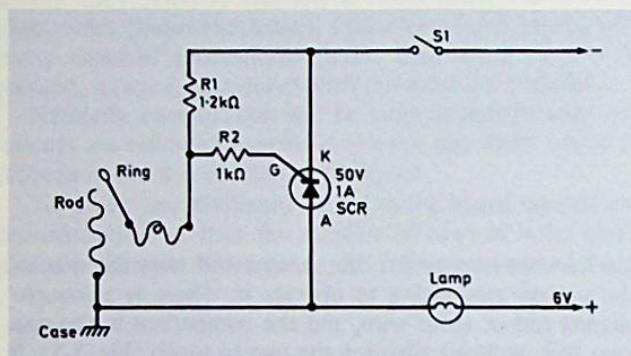 S1
−
R1
1·2kΩ
R2
1kΩ
K
G
50V
1A
SCR
A
Ring
Rod
Lamp
6V
+
Case